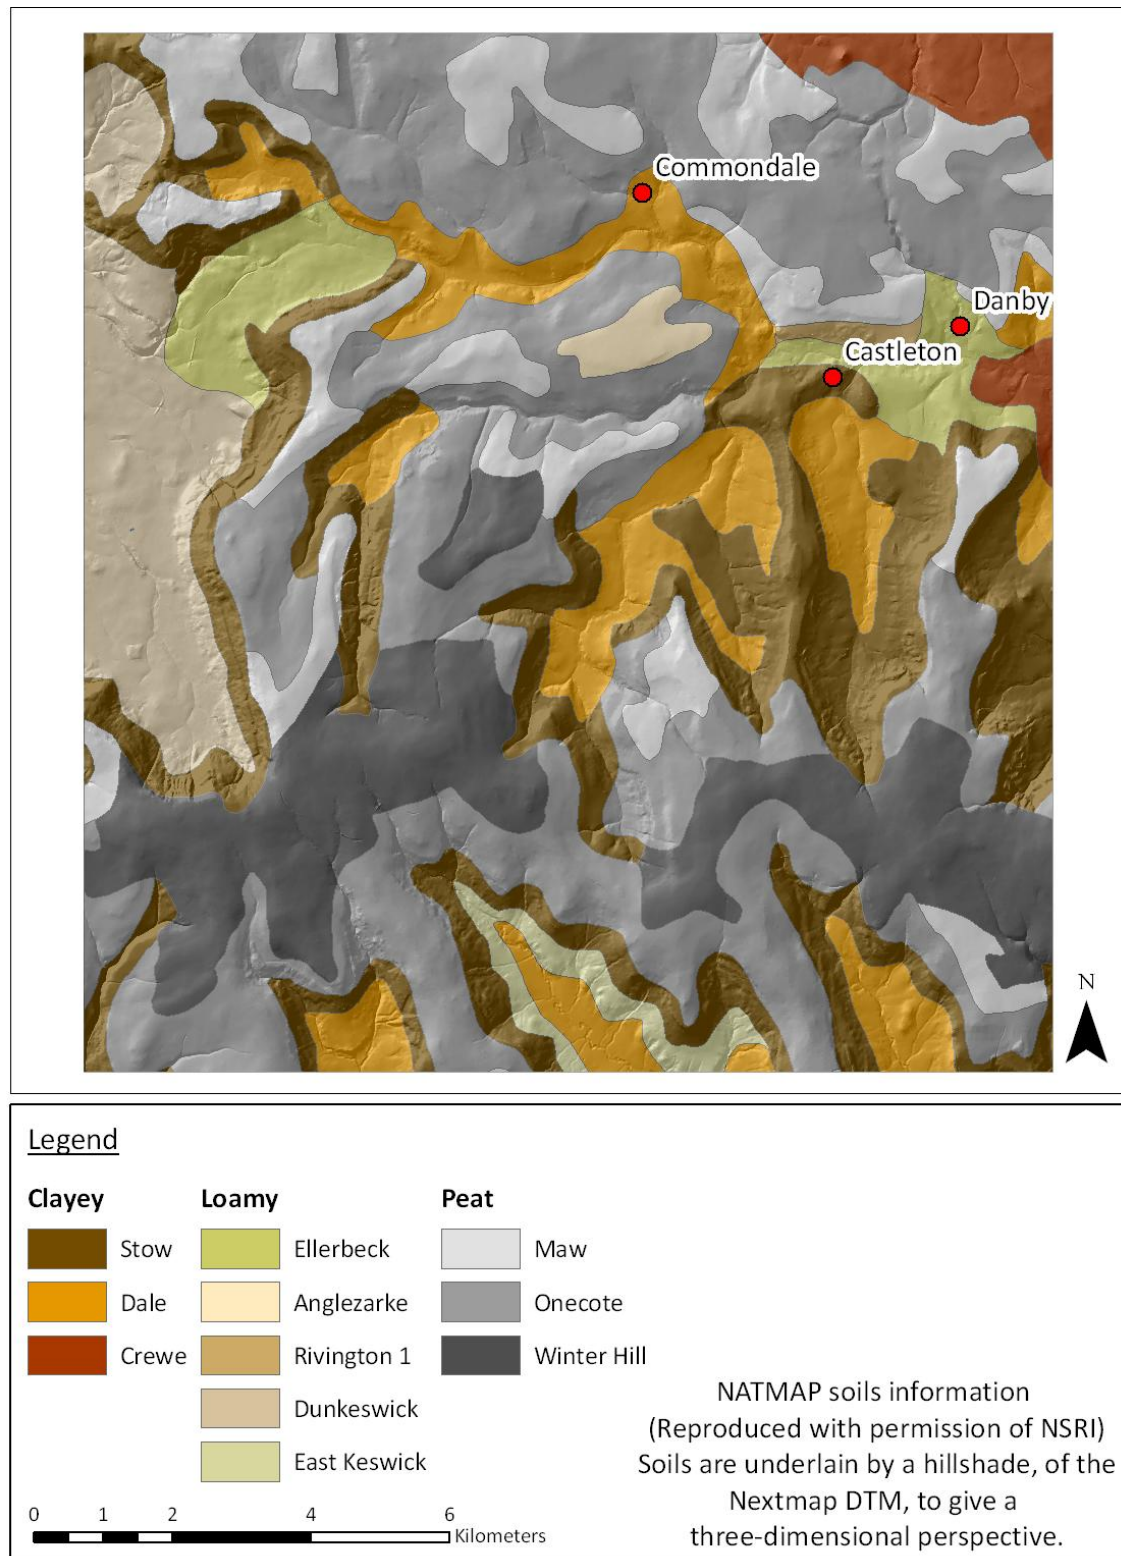 Commondale
Danby
Castleton
N
Legend
Clayey
Stow
Dale
Crewe
Loamy
Ellerbeck
Anglezarke
Rivington 1
Dunkeswick
East Keswick
Peat
Maw
Onecote
Winter Hill
NATMAP soils information
(Reproduced with permission of NSRI)
Soils are underlain by a hillshade, of the
Nextmap DTM, to give a
three-dimensional perspective.
0 1 2 4 6
Kilometers